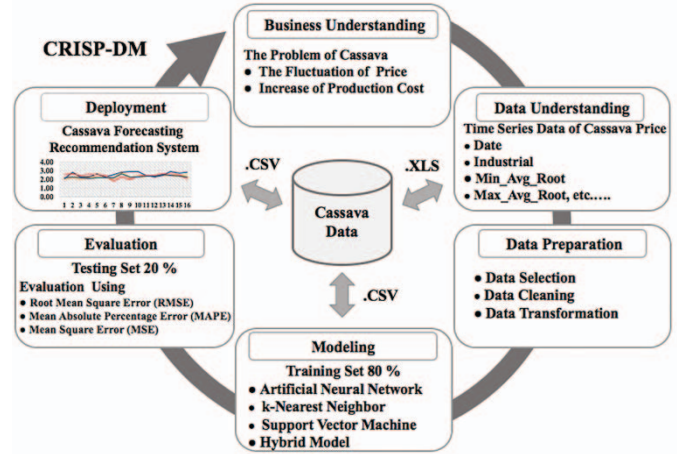 CRISP-DM
Business Understanding
The Problem of Cassava
● The Fluctuation of Price
● Increase of Production Cost
Data Understanding
Time Series Data of Cassava Price
● Date
● Industrial
● Min_Avg_Root
● Max_Avg_Root, etc.....
Data Preparation
● Data Selection
● Data Cleaning
● Data Transformation
Modeling
Training Set 80 %
● Artificial Neural Network
● k-Nearest Neighbor
● Support Vector Machine
● Hybrid Model
Evaluation
Testing Set 20 %
Evaluation Using
● Root Mean Square Error (RMSE)
● Mean Absolute Percentage Error (MAPE)
● Mean Square Error (MSE)
Deployment
Cassava Forecasting
Recommendation System
4.00
3.00
2.00
1.00
0.00
1 2 3 4 5 6 7 8 9 10 11 12 13 14 15 16
.CSV
.XLS
Cassava
Data
.CSV